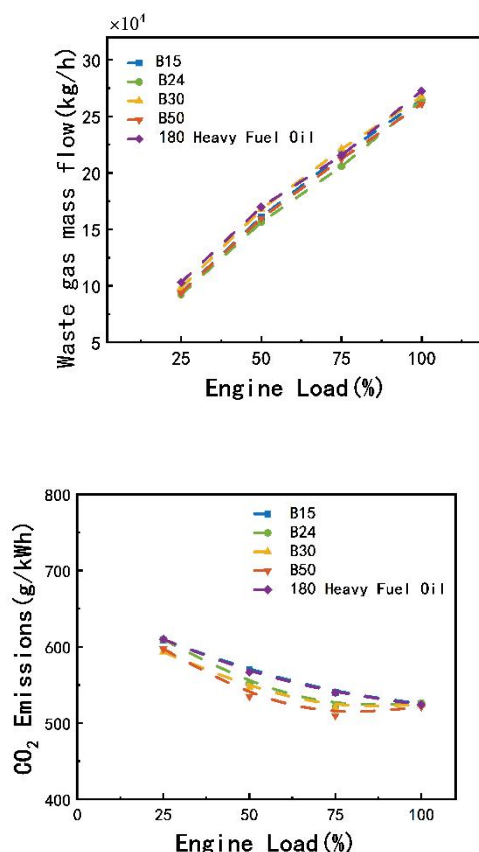 ×10⁴
Waste gas mass flow(kg/h)
30
25
20
15
10
5
B15
B24
B30
B50
180 Heavy Fuel Oil
25 50 75 100
Engine Load(%)
CO₂ Emissions(g/kWh)
800
700
600
500
400
B15
B24
B30
B50
180 Heavy Fuel Oil
0 25 50 75 100
Engine Load(%)